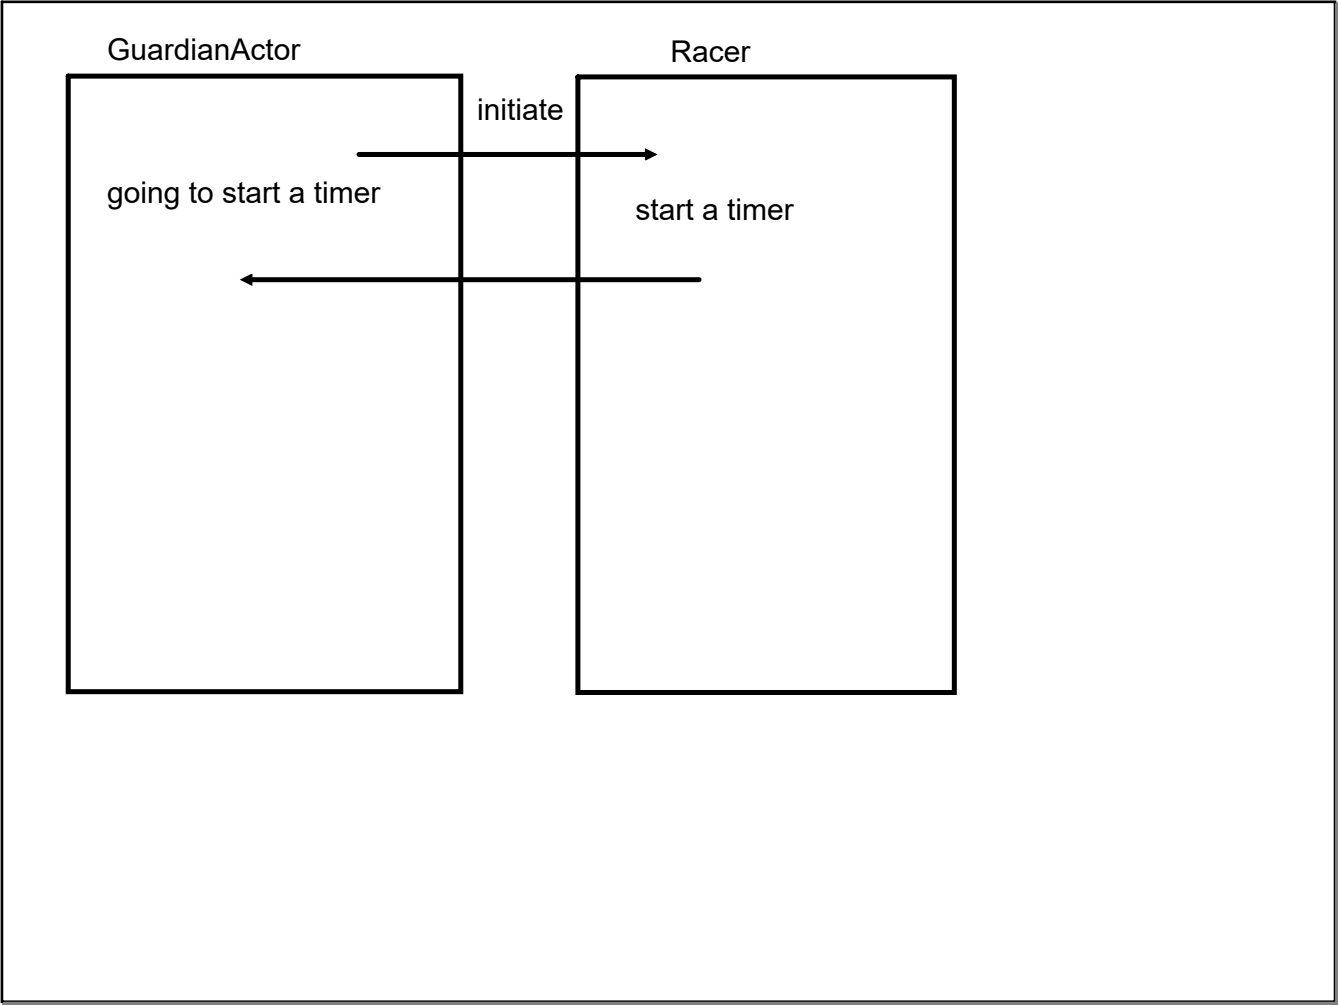 GuardianActor
Racer
initiate
going to start a timer
start a timer